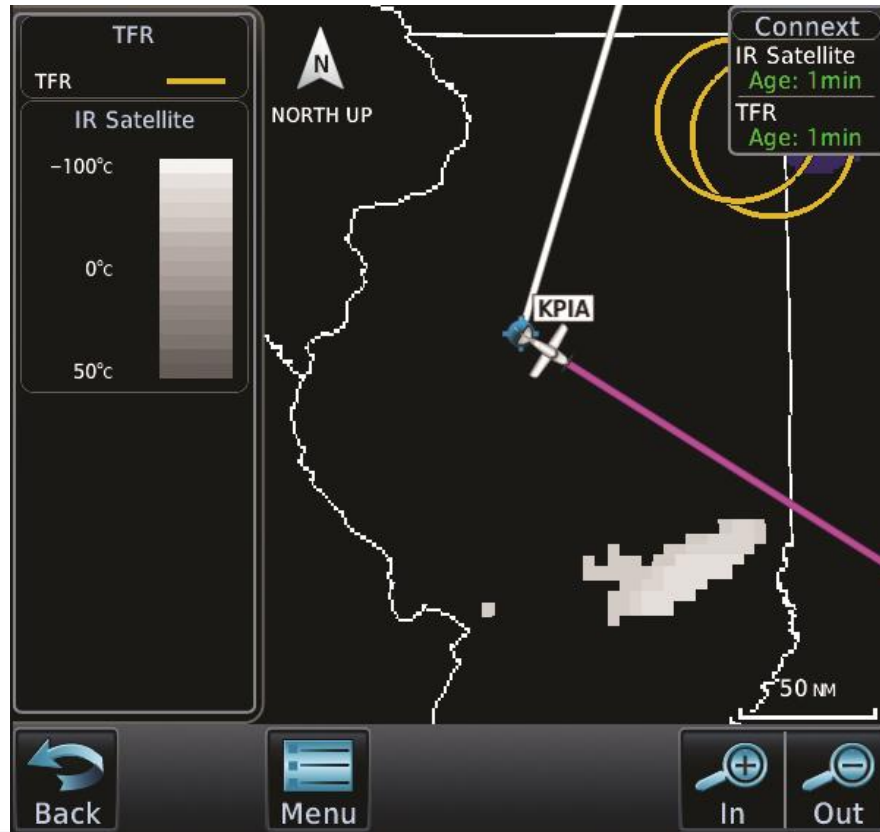 TFR
TFR
IR Satellite
−100°c
0°c
50°c
N
NORTH UP
KPIA
Connext
IR Satellite
Age: 1min
TFR
Age: 1min
50 NM
Back
Menu
In
Out